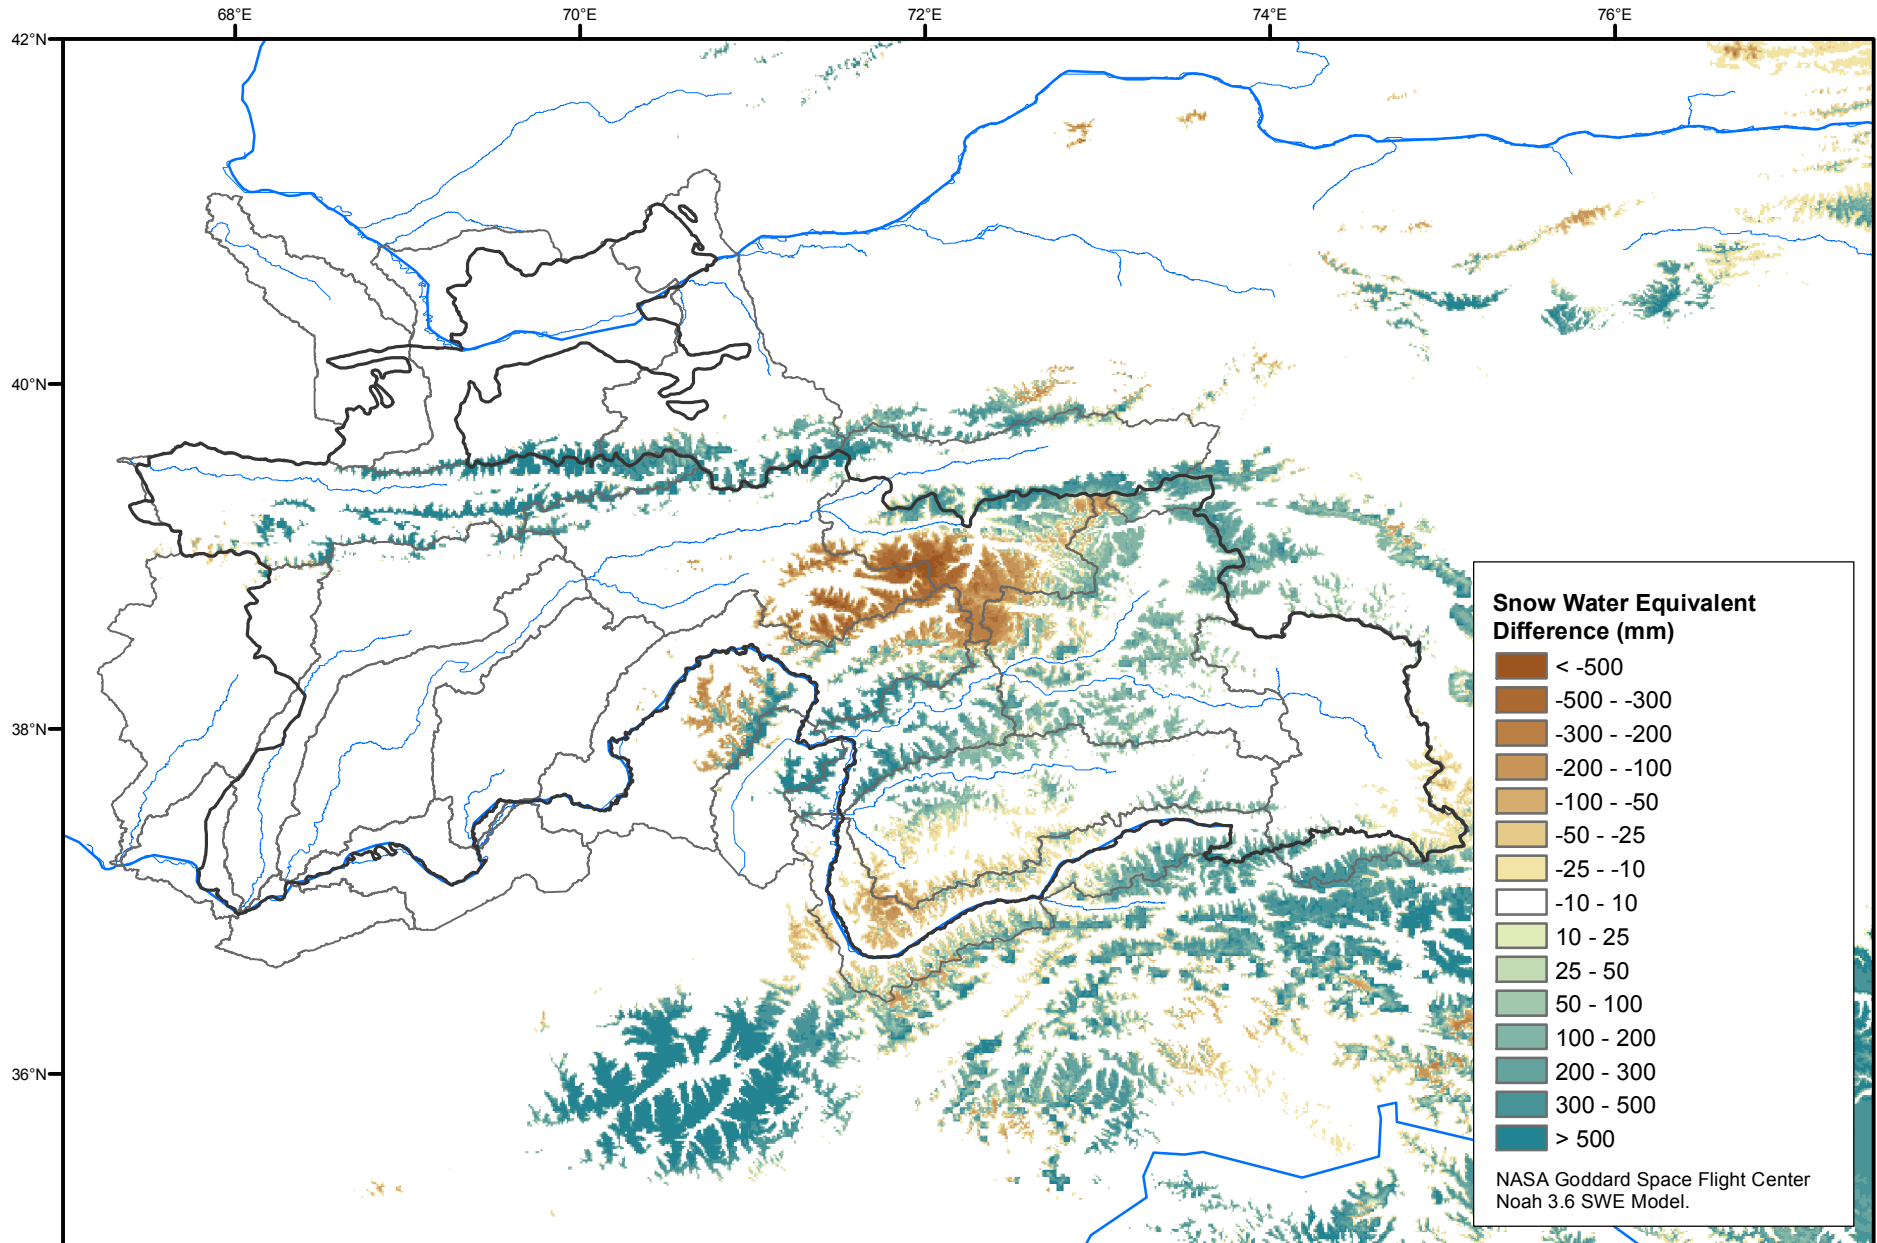 68°E
70°E
72°E
74°E
76°E
42°N
40°N
38°N
36°N
Snow Water Equivalent
Difference (mm)
< -500
-500 - -300
-300 - -200
-200 - -100
-100 - -50
-50 - -25
-25 - -10
-10 - 10
10 - 25
25 - 50
50 - 100
100 - 200
200 - 300
300 - 500
> 500
NASA Goddard Space Flight Center
Noah 3.6 SWE Model.